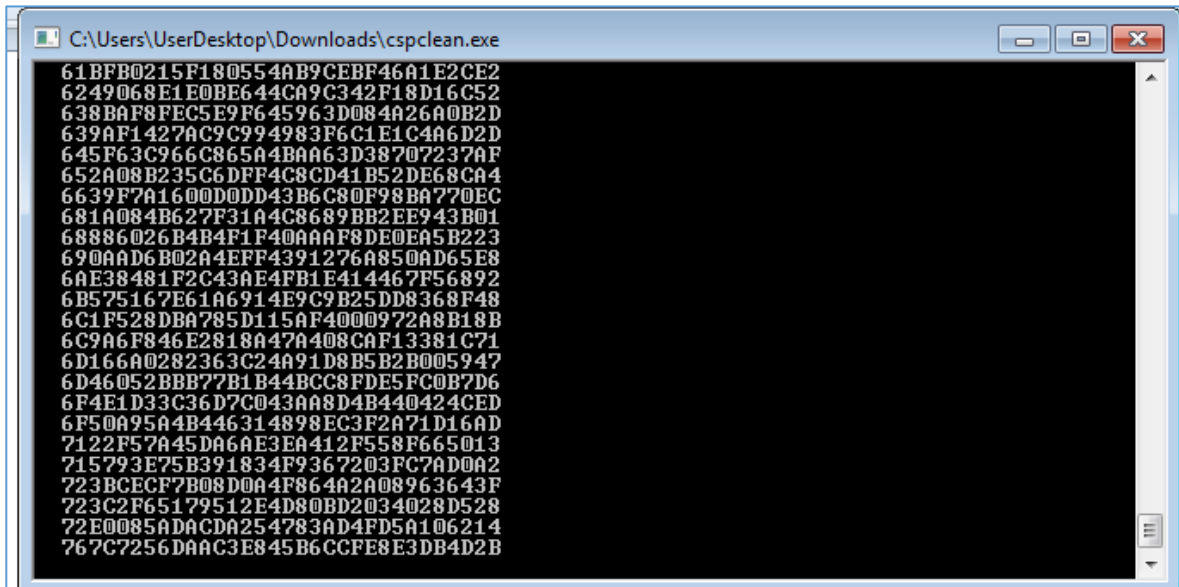 C:\Users\UserDesktop\Downloads\cspclean.exe
61BFB0215F180554AB9CEBF46A1E2CE2
6249068E1E0BE644CA9C342F18D16C52
638BAF8FEC5E9F645963D084A26A0B2D
639AF1427AC9C994983F6C1E1C4A6D2D
645F63C966C865A4BAA63D38707237AF
652A08B235C6DFF4C8CD41B52DE68CA4
6639F7A1600D0DD43B6C80F98BA770EC
681A084B627F31A4C8689BB2EE943B01
68886026B4B4F1F40AAAF8DE0EA5B223
690AAD6B02A4EFF4391276A850AD65E8
6AE38481F2C43AE4FB1E414467F56892
6B575167E61A6914E9C9B25DD8368F48
6C1F528DBA785D115AF4000972A8B18B
6C9A6F846E2818A47A408CAF13381C71
6D166A0282363C24A91D8B5B2B005947
6D46052BBB77B1B44BCC8FDE5FC0B7D6
6F4E1D33C36D7C043AA8D4B440424CED
6F50A95A4B446314898EC3F2A71D16AD
7122F57A45DA6AE3EA412F558F665013
715793E75B391834F9367203FC7AD0A2
723BCECF7B08D0A4F864A2A08963643F
723C2F65179512E4D80BD2034028D528
72E0085ADACDA254783AD4FD5A106214
767C7256DAAC3E845B6CCFE8E3DB4D2B